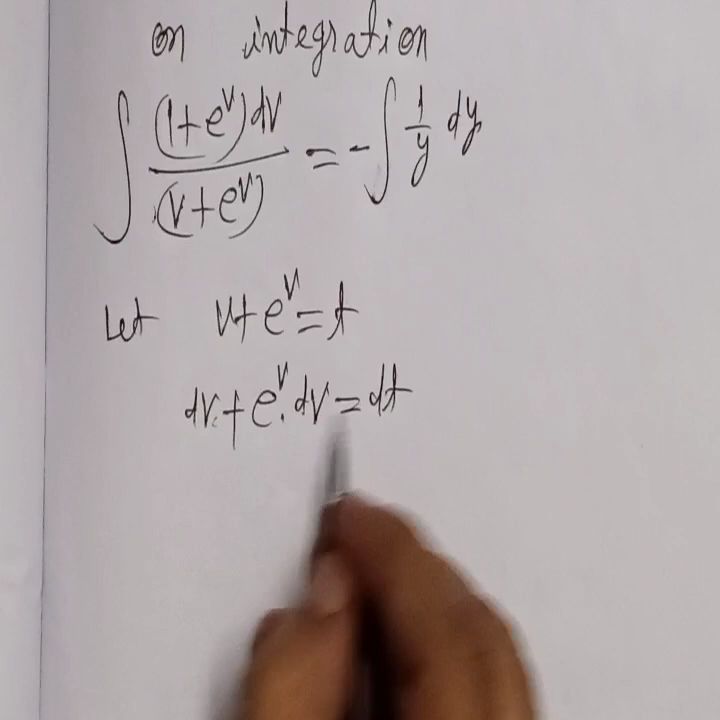 on integration
∫ (1+e^v)dv / (v+e^v) = -∫ 1/y dy
Let v+e^v = t
dv + e^v . dv = dt